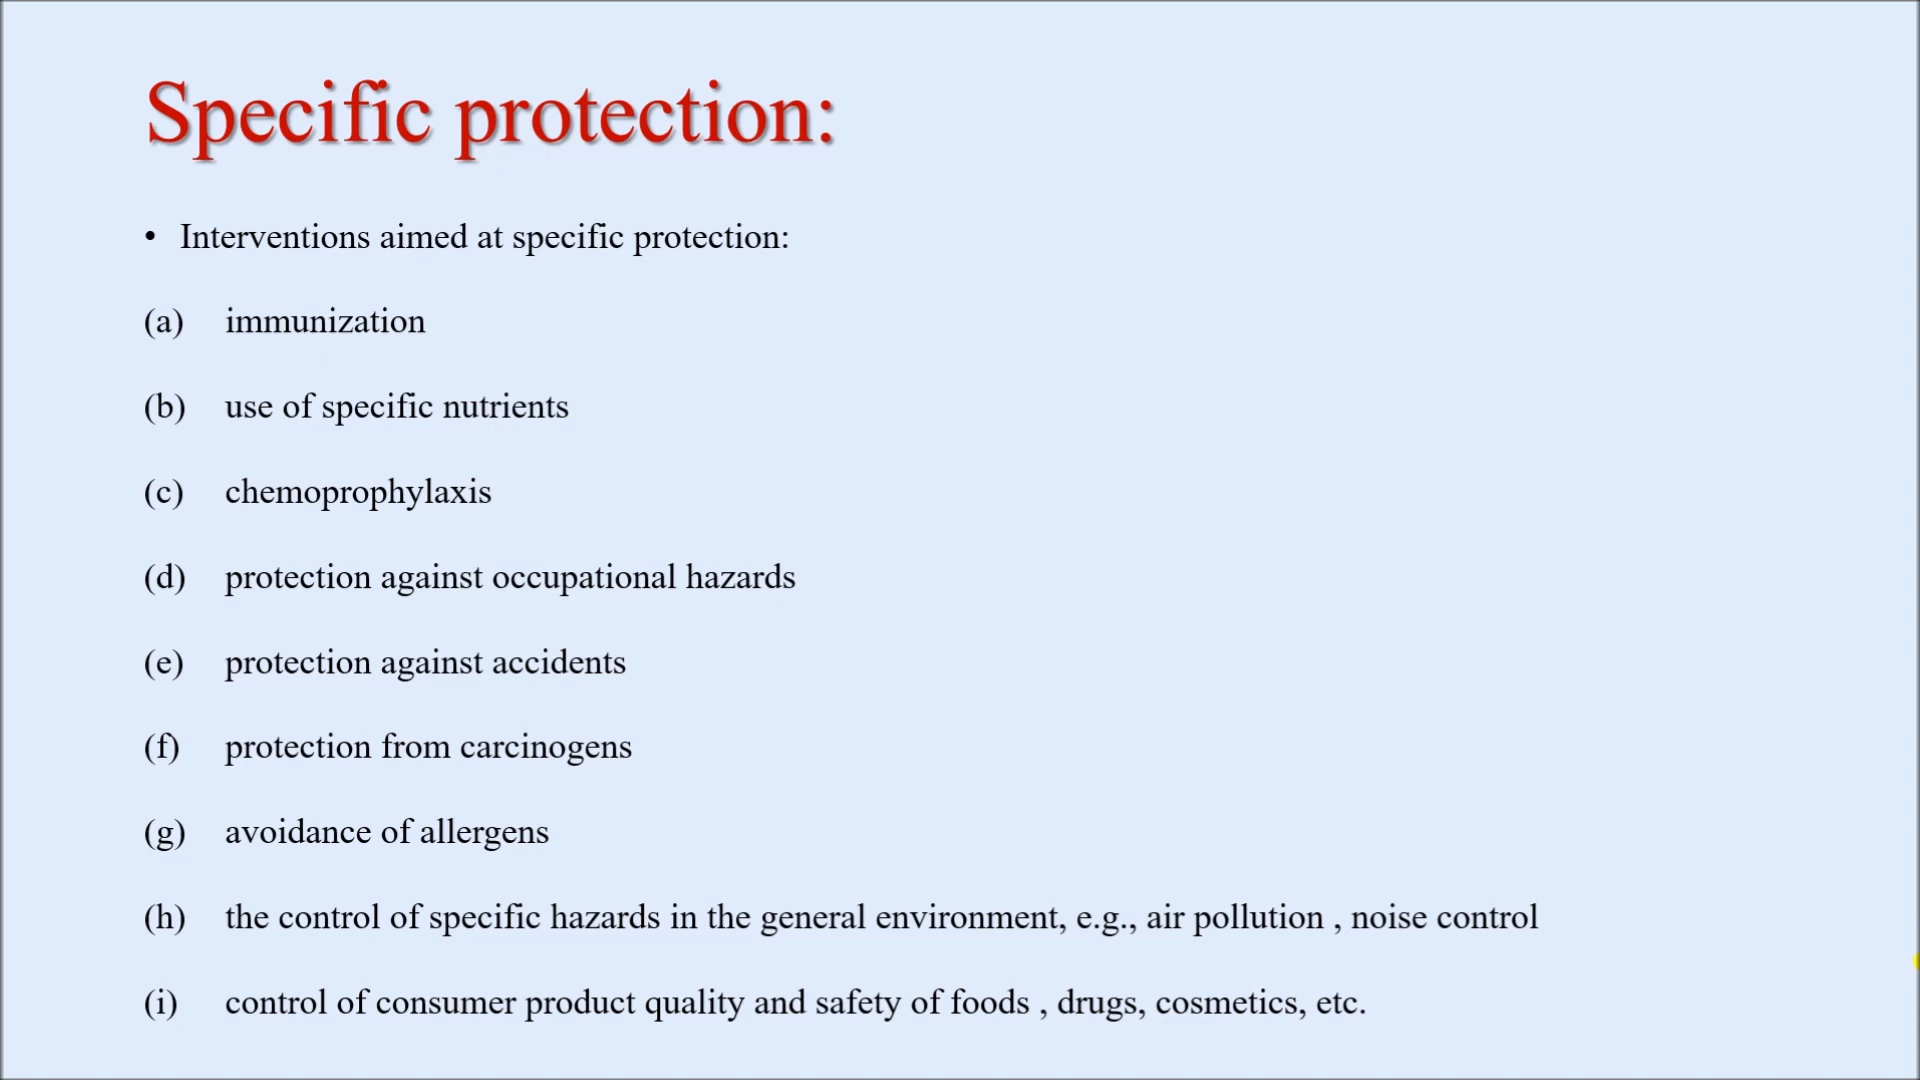 Specific protection:
• Interventions aimed at specific protection:
(a) immunization
(b) use of specific nutrients
(c) chemoprophylaxis
(d) protection against occupational hazards
(e) protection against accidents
(f) protection from carcinogens
(g) avoidance of allergens
(h) the control of specific hazards in the general environment, e.g., air pollution , noise control
(i) control of consumer product quality and safety of foods , drugs, cosmetics, etc.